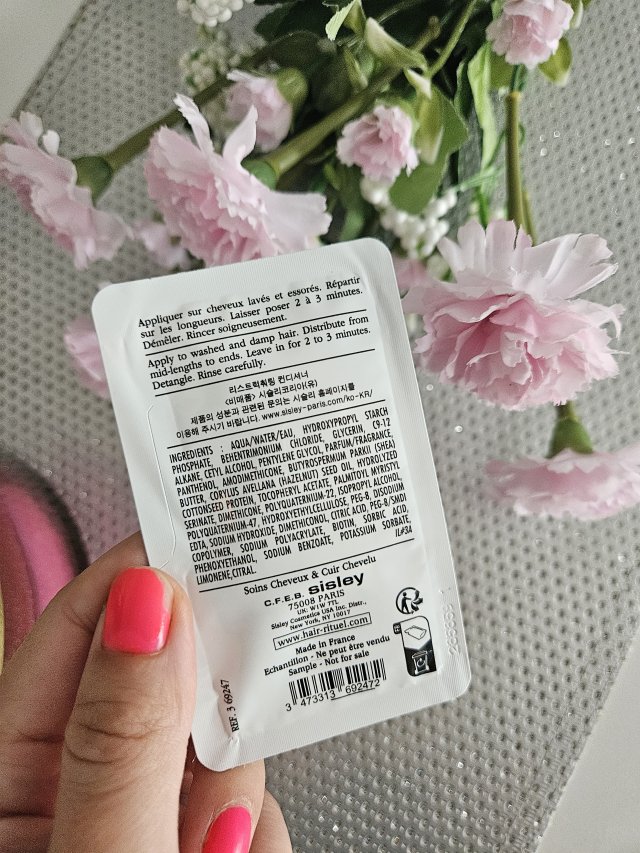 Appliquer sur cheveux lavés et essorés. Répartir
sur les longueurs. Laisser poser 2 à 3 minutes.
Démêler. Rincer soigneusement.
Apply to washed and damp hair. Distribute from
mid-lengths to ends. Leave in for 2 to 3 minutes.
Detangle. Rinse carefully.
리스트럭춰링 컨디셔너
<비매품> 시슬리코리아(유)
제품의 성분과 관련된 문의는 시슬리 홈페이지를
이용해 주시기 바랍니다. www.sisley-paris.com/ko-KR/
INGREDIENTS : AQUA/WATER/EAU, HYDROXYPROPYL STARCH
PHOSPHATE, BEHENTRIMONIUM CHLORIDE, GLYCERIN, C9-12
ALKANE, CETYL ALCOHOL, PENTYLENE GLYCOL, PARFUM/FRAGRANCE,
PANTHENOL, AMODIMETHICONE, BUTYROSPERMUM PARKII (SHEA)
BUTTER, CORYLUS AVELLANA (HAZELNUT) SEED OIL, HYDROLYZED
COTTONSEED PROTEIN, TOCOPHERYL ACETATE, PALMITOYL MYRISTYL
SERINATE, DIMETHICONE, POLYQUATERNIUM-22, ISOPROPYL ALCOHOL,
POLYQUATERNIUM-47, HYDROXYETHYLCELLULOSE, PEG-8, DISODIUM
EDTA, SODIUM HYDROXIDE, DIMETHICONOL, CITRIC ACID, PEG-8/SMDI
COPOLYMER, SODIUM POLYACRYLATE, BIOTIN, SORBIC ACID,
PHENOXYETHANOL, SODIUM BENZOATE, POTASSIUM SORBATE,
LIMONENE,CITRAL. IL#3A
Soins Cheveux & Cuir Chevelu
C.F.E.B. sisley
75008 PARIS
UK: W1W 7TL
Sisley Cosmetics USA Inc. Distr.,
New York, NY 10017
www.hair-rituel.com
Made in France
Echantillon - Ne peut être vendu
Sample - Not for sale
3 473313 692472
REF. 3 69247